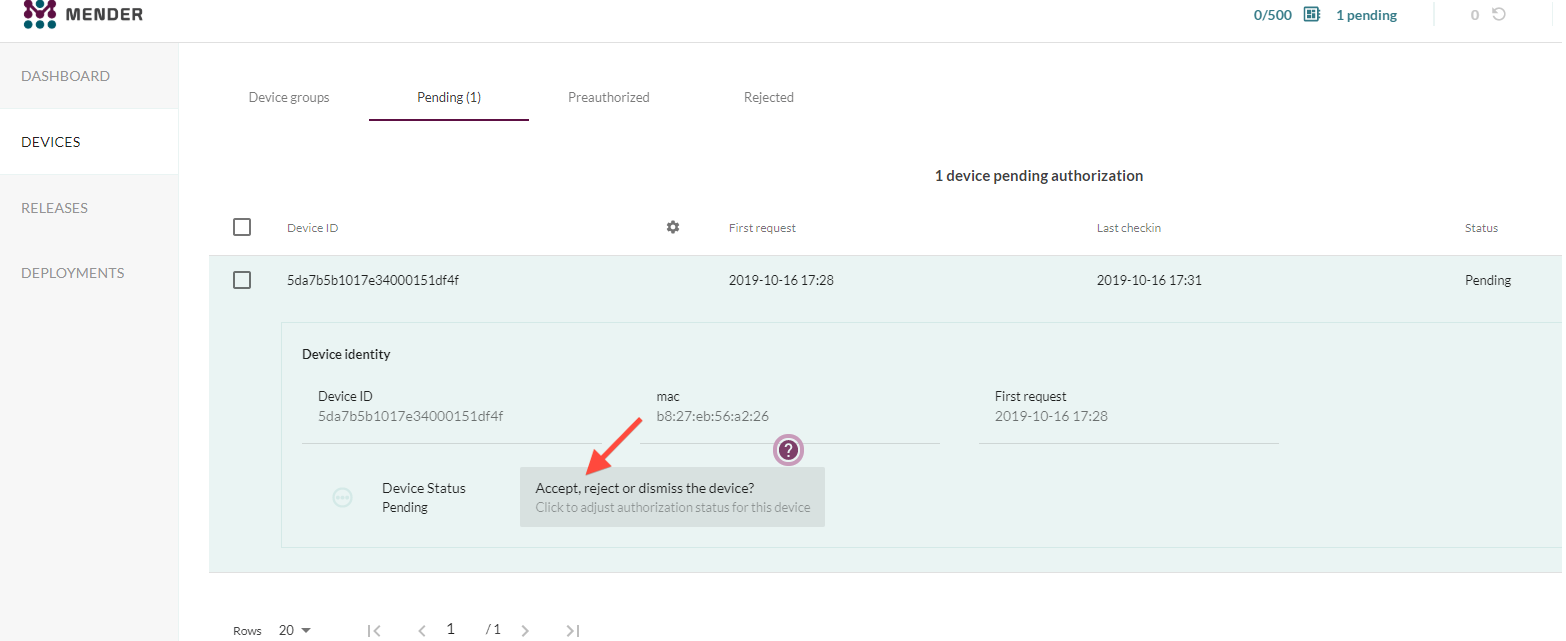 MENDER
0/500
1 pending
0
DASHBOARD
DEVICES
RELEASES
DEPLOYMENTS
Device groups
Pending (1)
Preauthorized
Rejected
1 device pending authorization
Device ID
First request
Last checkin
Status
5da7b5b1017e34000151df4f
2019-10-16 17:28
2019-10-16 17:31
Pending
Device identity
Device ID
5da7b5b1017e34000151df4f
mac
b8:27:eb:56:a2:26
First request
2019-10-16 17:28
?
Device Status
Pending
Accept, reject or dismiss the device?
Click to adjust authorization status for this device
Rows
20
1
/ 1